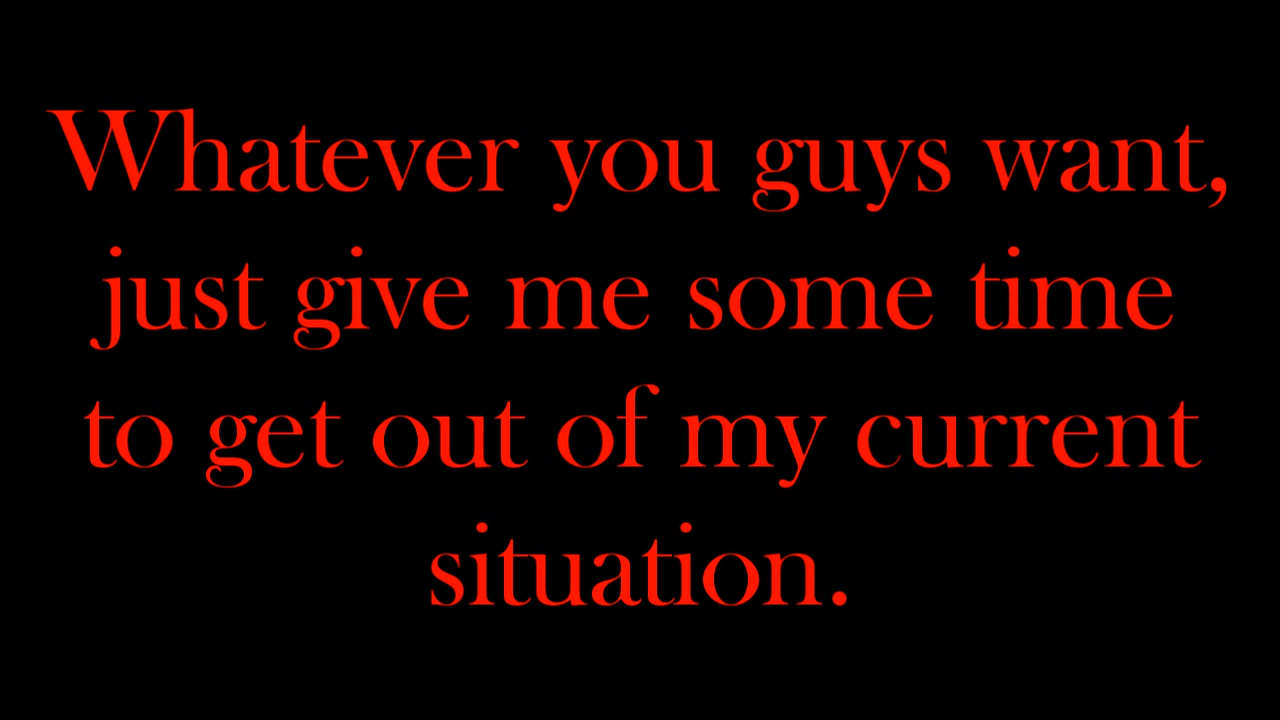 Whatever you guys want,
just give me some time
to get out of my current
situation.